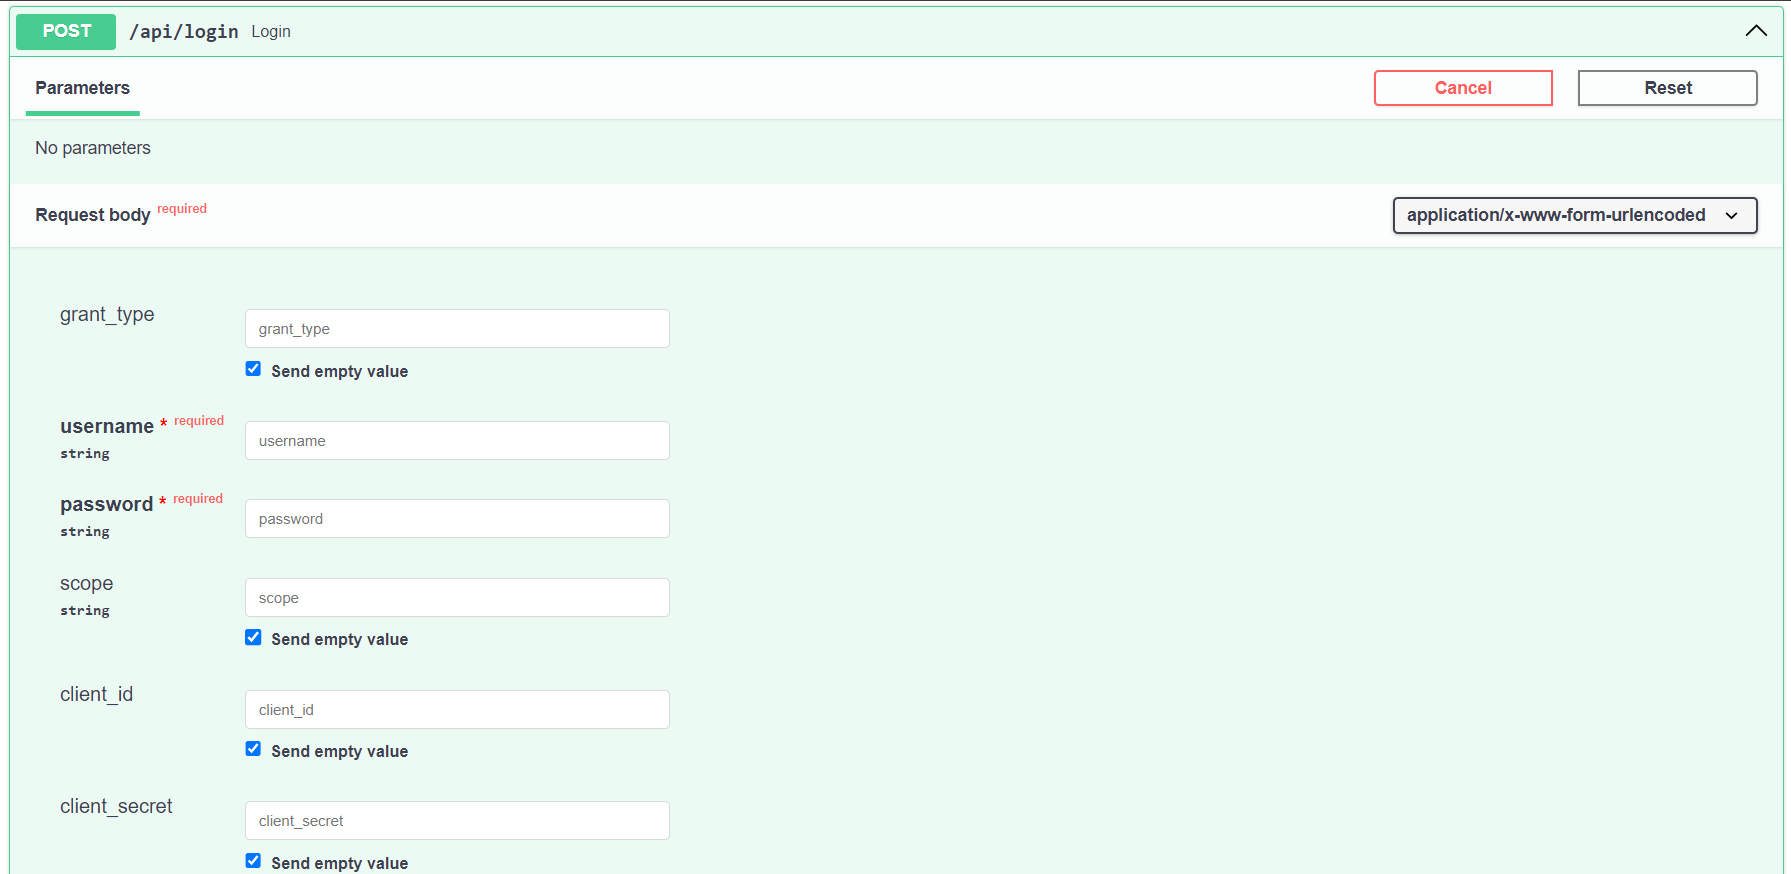 POST /api/login Login
Parameters
Cancel
Reset
No parameters
Request body required
application/x-www-form-urlencoded
grant_type
grant_type
Send empty value
username * required
string
username
password * required
string
password
scope
string
scope
Send empty value
client_id
client_id
Send empty value
client_secret
client_secret
Send empty value